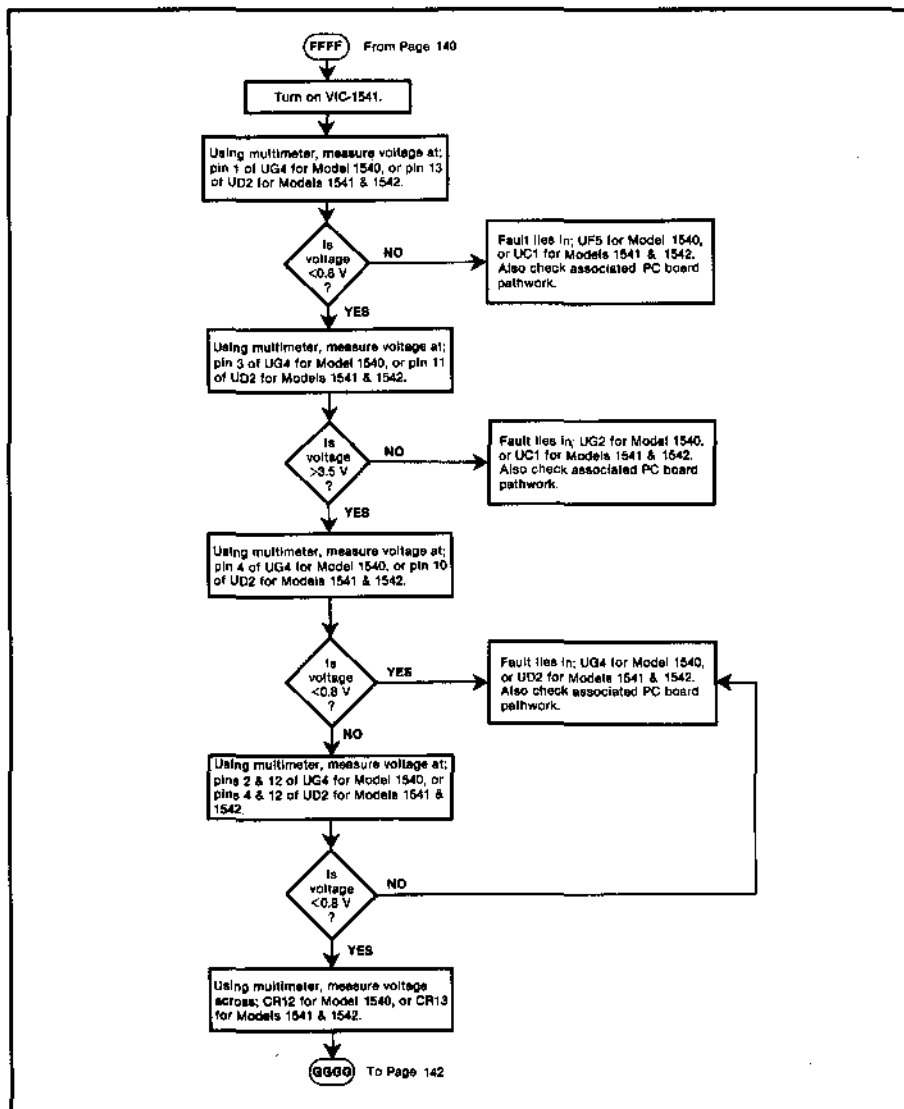 FFFF From Page 140
Turn on VIC-1541.
Using multimeter, measure voltage at;
pin 1 of UG4 for Model 1540, or pin 13
of UD2 for Models 1541 & 1542.
Is
voltage
<0.8 V
?
NO
YES
Fault lies in; UF5 for Model 1540,
or UC1 for Models 1541 & 1542.
Also check associated PC board
pathwork.
Using multimeter, measure voltage at;
pin 3 of UG4 for Model 1540, or pin 11
of UD2 for Models 1541 & 1542.
Is
voltage
>3.5 V
?
NO
YES
Fault lies in; UG2 for Model 1540,
or UC1 for Models 1541 & 1542.
Also check associated PC board
pathwork.
Using multimeter, measure voltage at;
pin 4 of UG4 for Model 1540, or pin 10
of UD2 for Models 1541 & 1542.
Is
voltage
<0.8 V
?
YES
NO
Fault lies in; UG4 for Model 1540,
or UD2 for Models 1541 & 1542.
Also check associated PC board
pathwork.
Using multimeter, measure voltage at;
pins 2 & 12 of UG4 for Model 1540, or
pins 4 & 12 of UD2 for Models 1541 &
1542.
Is
voltage
<0.8 V
?
NO
YES
Using multimeter, measure voltage
across; CR12 for Model 1540, or CR13
for Models 1541 & 1542.
GGGG To Page 142